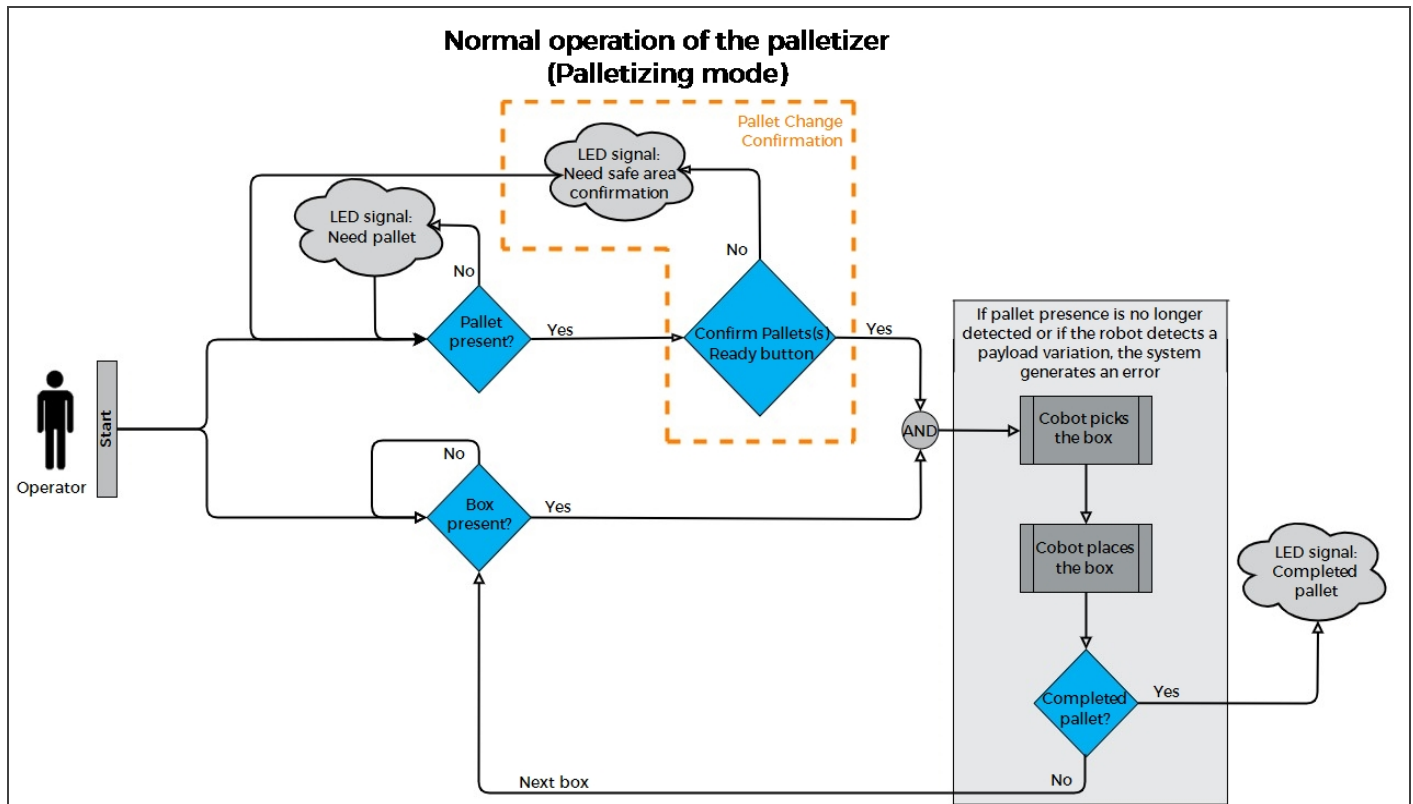 Normal operation of the palletizer
(Palletizing mode)
Pallet Change
Confirmation
LED signal:
Need safe area
confirmation
LED signal:
Need pallet
No
No
Pallet
present?
Yes
Confirm Pallets(s)
Ready button
Yes
If pallet presence is no longer
detected or if the robot detects a
payload variation, the system
generates an error
Operator
Start
AND
Cobot picks
the box
No
Box
present?
Yes
Cobot places
the box
LED signal:
Completed
pallet
Completed
pallet?
Yes
No
Next box